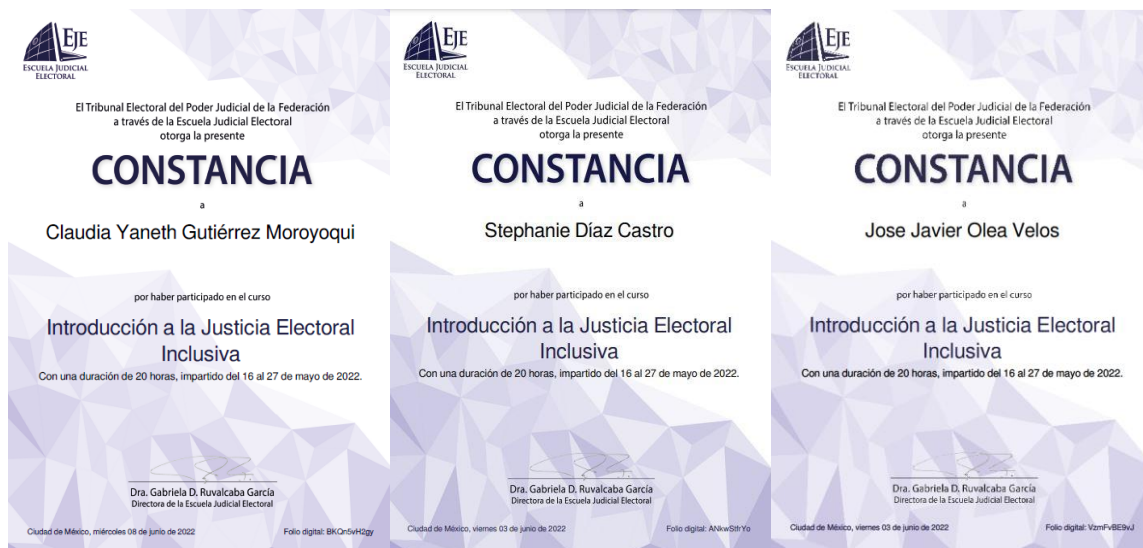 EJE
ESCUELA JUDICIAL
ELECTORAL
El Tribunal Electoral del Poder Judicial de la Federación
a través de la Escuela Judicial Electoral
otorga la presente
CONSTANCIA
a
Claudia Yaneth Gutiérrez Moroyoqui
por haber participado en el curso
Introducción a la Justicia Electoral
Inclusiva
Con una duración de 20 horas, impartido del 16 al 27 de mayo de 2022.
Dra. Gabriela D. Ruvalcaba García
Directora de la Escuela Judicial Electoral
Ciudad de México, miércoles 08 de junio de 2022
Folio digital: BKQn5vH2gy
EJE
ESCUELA JUDICIAL
ELECTORAL
El Tribunal Electoral del Poder Judicial de la Federación
a través de la Escuela Judicial Electoral
otorga la presente
CONSTANCIA
a
Stephanie Díaz Castro
por haber participado en el curso
Introducción a la Justicia Electoral
Inclusiva
Con una duración de 20 horas, impartido del 16 al 27 de mayo de 2022.
Dra. Gabriela D. Ruvalcaba García
Directora de la Escuela Judicial Electoral
Ciudad de México, viernes 03 de junio de 2022
Folio digital: ANkwStfrYo
EJE
ESCUELA JUDICIAL
ELECTORAL
El Tribunal Electoral del Poder Judicial de la Federación
a través de la Escuela Judicial Electoral
otorga la presente
CONSTANCIA
a
Jose Javier Olea Velos
por haber participado en el curso
Introducción a la Justicia Electoral
Inclusiva
Con una duración de 20 horas, impartido del 16 al 27 de mayo de 2022.
Dra. Gabriela D. Ruvalcaba García
Directora de la Escuela Judicial Electoral
Ciudad de México, viernes 03 de junio de 2022
Folio digital: VzmFvBE9vJ